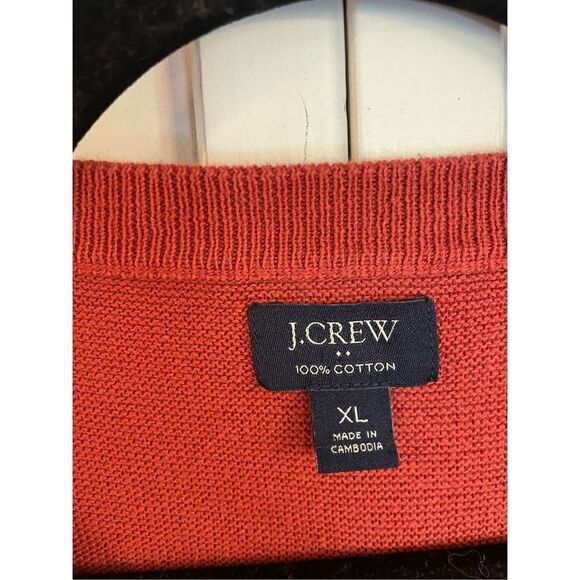 J.CREW
100% COTTON
XL
MADE IN
CAMBODIA